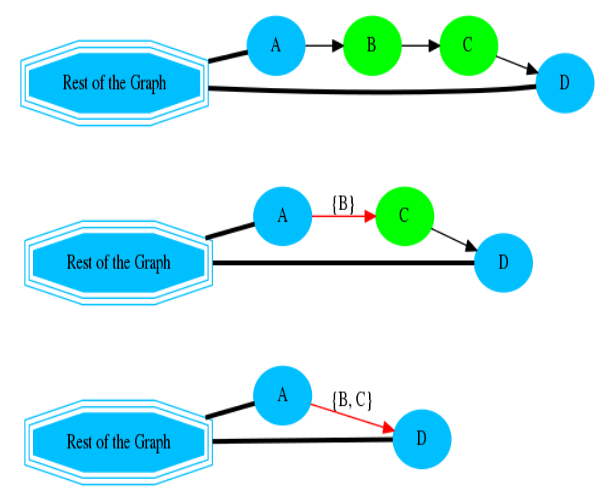 A
B
C
Rest of the Graph
D
{B}
A
C
Rest of the Graph
D
A
{B, C}
Rest of the Graph
D